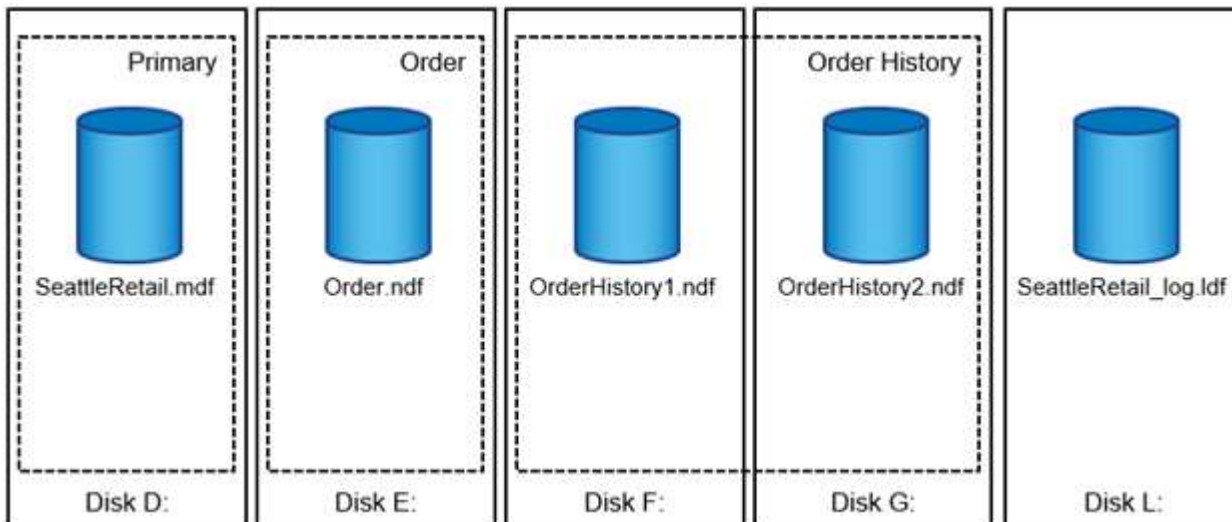 Primary
Order
Order History
SeattleRetail.mdf
Order.ndf
OrderHistory1.ndf
OrderHistory2.ndf
SeattleRetail_log.ldf
Disk D:
Disk E:
Disk F:
Disk G:
Disk L: